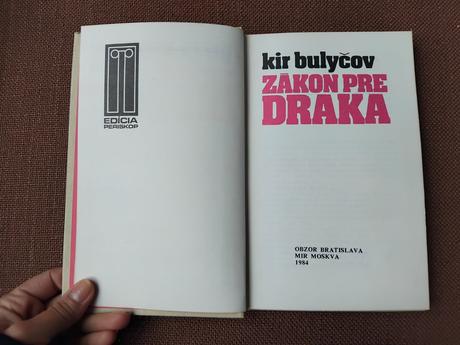 EDÍCIA
PERISKOP
kir bulyčov
ZÁKON PRE
DRAKA
OBZOR BRATISLAVA
MIR MOSKVA
1984